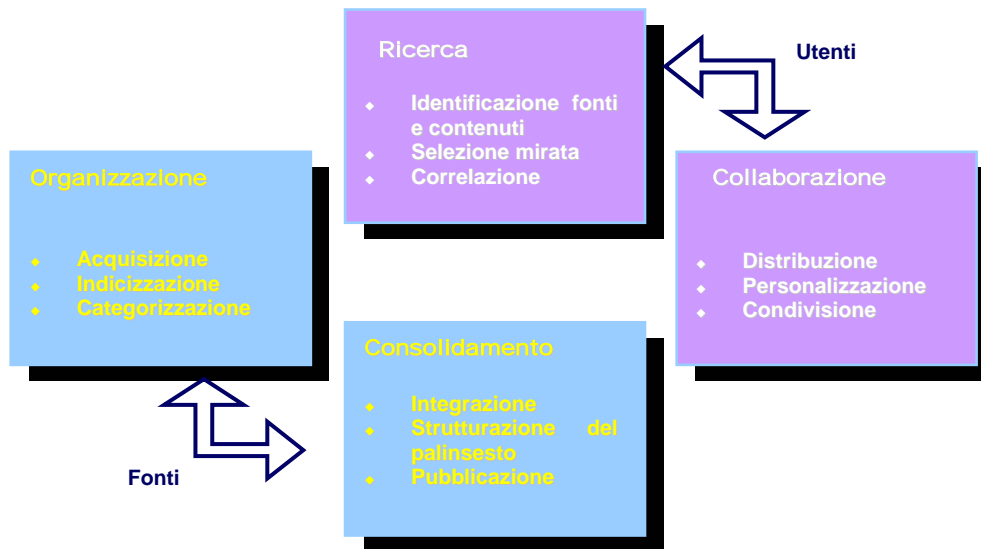 Ricerca
Identificazione fonti
e contenuti
Selezione mirata
Correlazione
Utenti
Organizzazione
Acquisizione
Indicizzazione
Categorizzazione
Collaborazione
Distribuzione
Personalizzazione
Condivisione
Consolidamento
Integrazione
Strutturazione del
palinsesto
Pubblicazione
Fonti